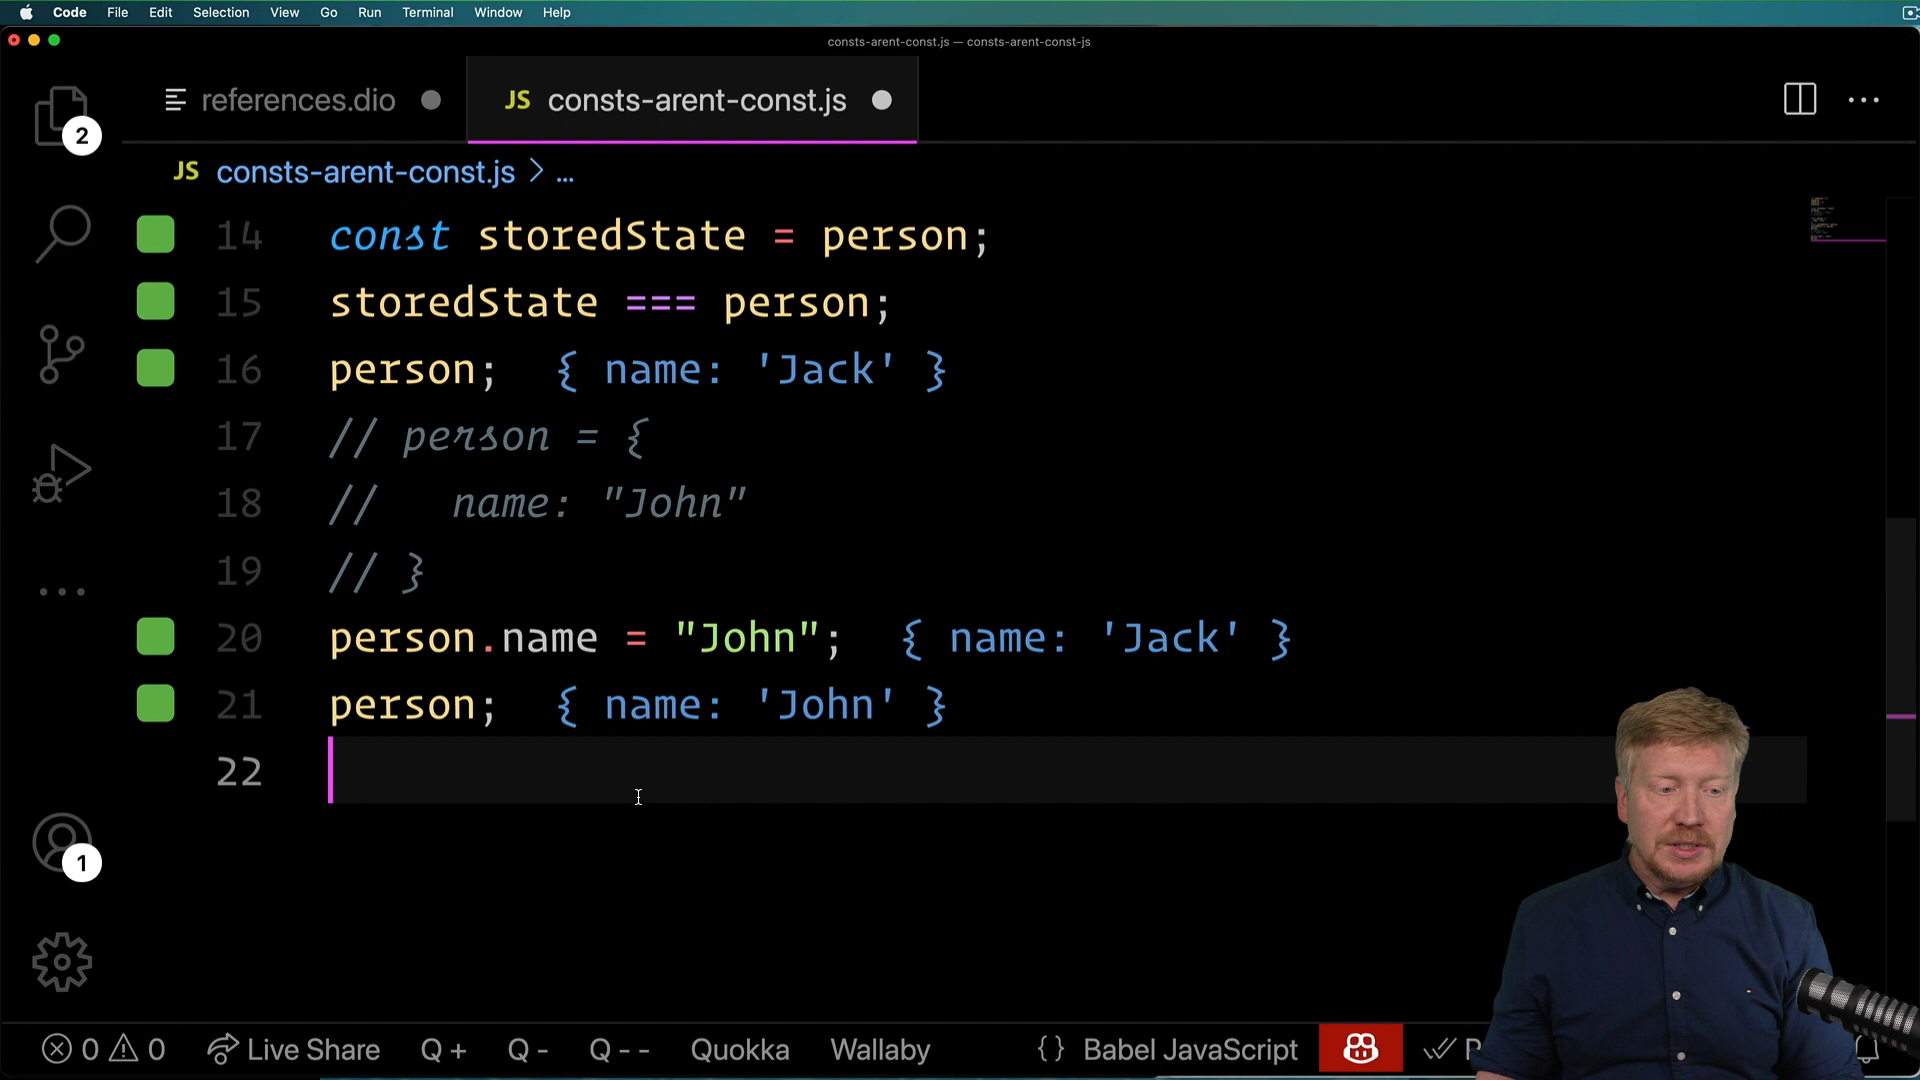 Code File Edit Selection View Go Run Terminal Window Help
consts-arent-const.js — consts-arent-const-js
references.dio
JS consts-arent-const.js
2
JS consts-arent-const.js > ...
14 const storedState = person;
15 storedState === person;
16 person; { name: 'Jack' }
17 // person = {
18 // name: "John"
19 // }
20 person.name = "John"; { name: 'Jack' }
21 person; { name: 'John' }
22
1
0 0 Live Share Q + Q - Q - - Quokka Wallaby {} Babel JavaScript